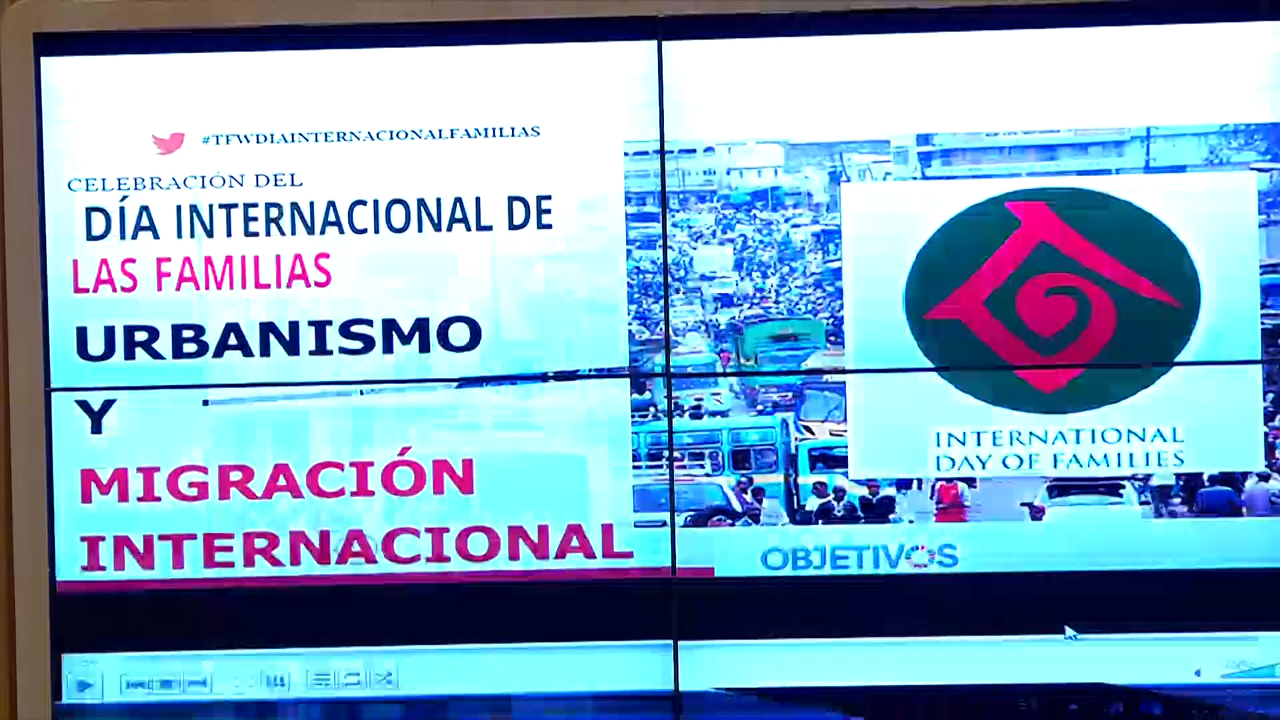 #TFWDIAINTERNACIONALFAMILIAS
CELEBRACIÓN DEL
DÍA INTERNACIONAL DE
LAS FAMILIAS
URBANISMO
Y
MIGRACIÓN
INTERNACIONAL
INTERNATIONAL
DAY OF FAMILIES
OBJETIVOS